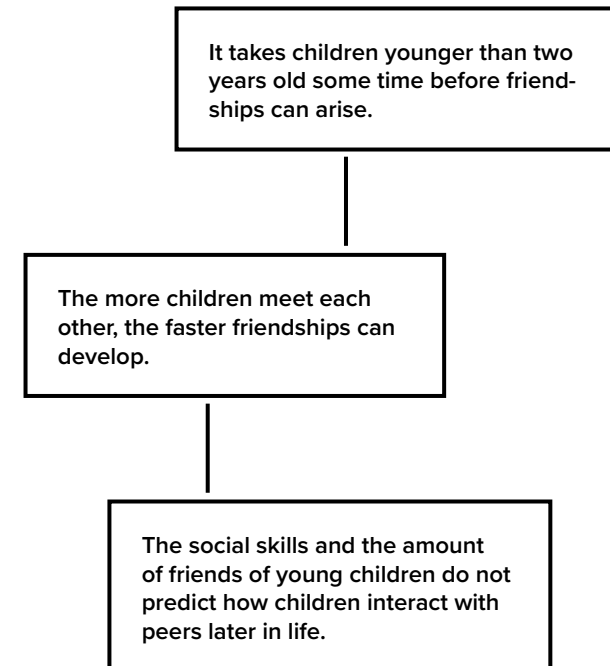 It takes children younger than two
years old some time before friend-
ships can arise.
The more children meet each
other, the faster friendships can
develop.
The social skills and the amount
of friends of young children do not
predict how children interact with
peers later in life.